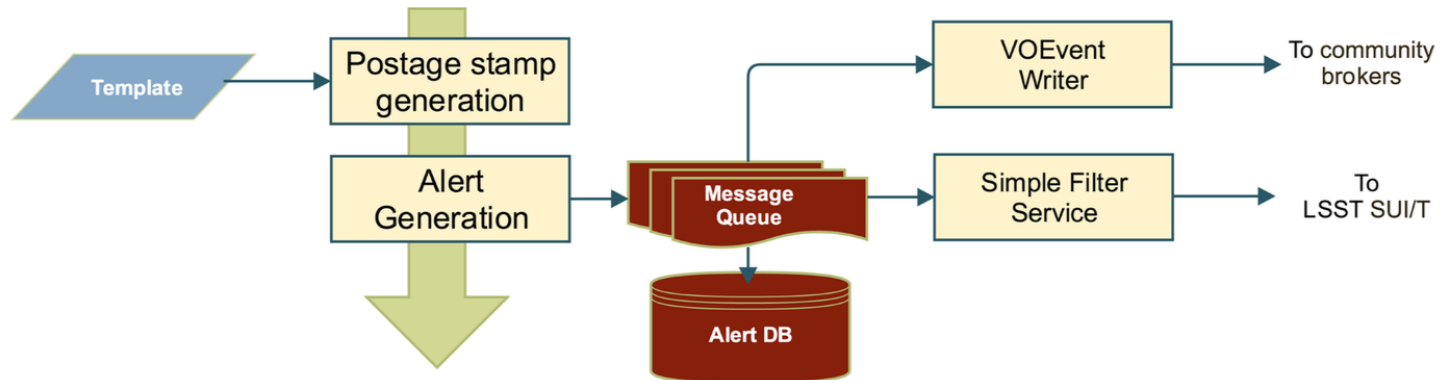 Template
Postage stamp
generation
Alert
Generation
Message
Queue
Alert DB
VOEvent
Writer
To community
brokers
Simple Filter
Service
To
LSST SUI/T